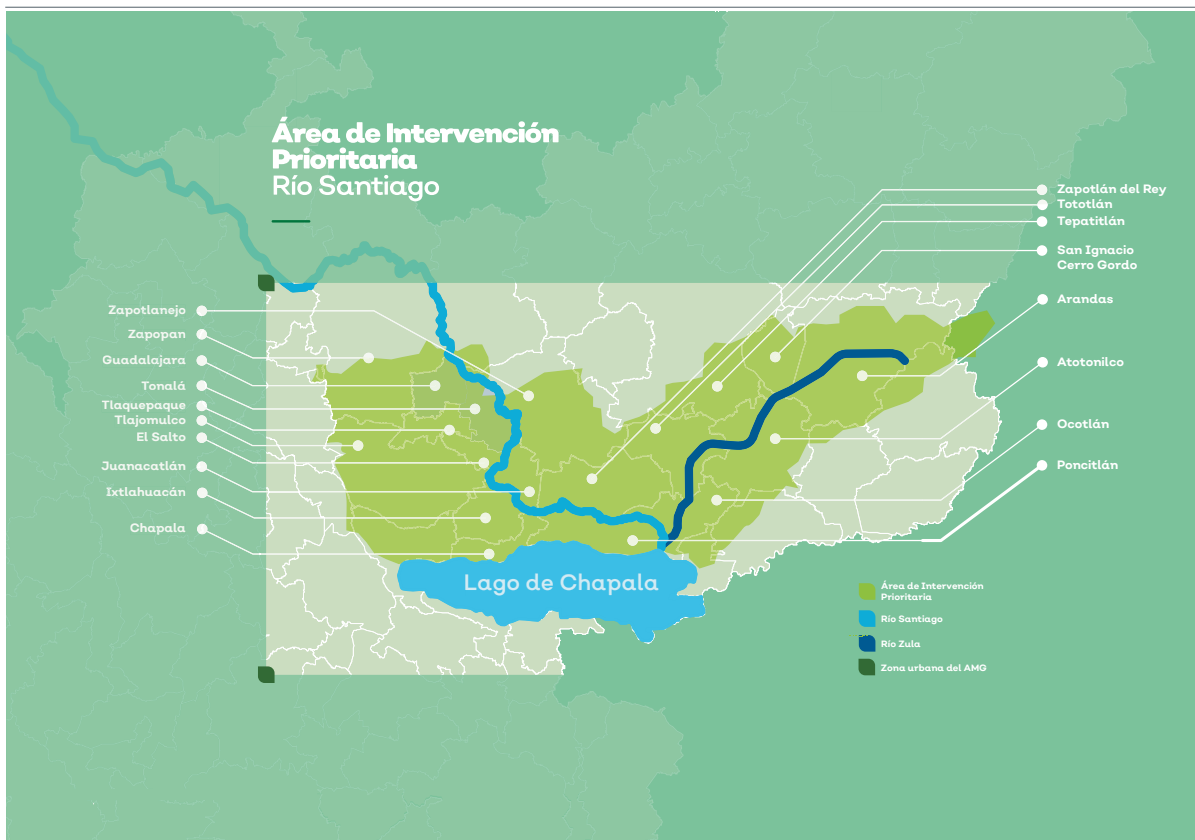 Área de Intervención
Prioritaria
Río Santiago
Zapotlanejo
Zapopan
Guadalajara
Tonalá
Tlaquepaque
Tlajomulco
El Salto
Juanacatlán
Ixtlahuacán
Chapala
Zapotlán del Rey
Tototlán
Tepatitlán
San Ignacio
Cerro Gordo
Arandas
Atotonilco
Ocotlán
Poncitlán
Lago de Chapala
Área de Intervención
Prioritaria
Río Santiago
Río Zula
Zona urbana del AMG